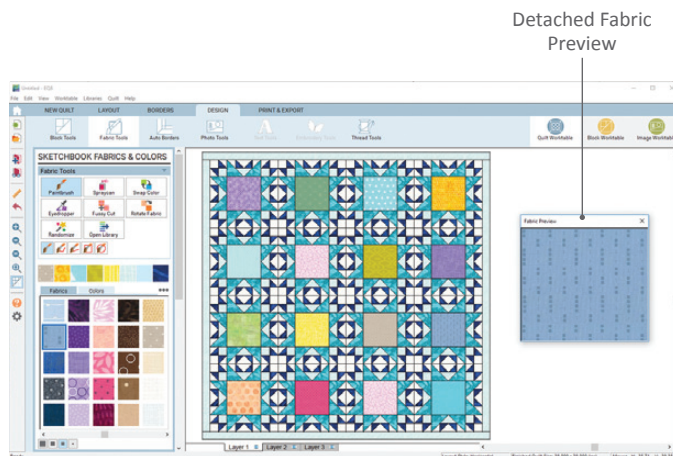 Detached Fabric
Preview
Untitled - EQ8
File Edit View Worktable Libraries Quilt Help
NEW QUILT LAYOUT BORDERS DESIGN PRINT & EXPORT
Block Tools Fabric Tools Auto Borders Photo Tools Thread Tools Quilt Worktable Block Worktable Image Worktabl
SKETCHBOOK FABRICS & COLORS
Fabric Tools
Paintbrush Spraycan Swap Color
Eyedropper Fussy Cut Rotate Fabric
Randomize Open Library
Fabrics Colors
Fabric Preview
Layer 1 Layer 2 Layer 3